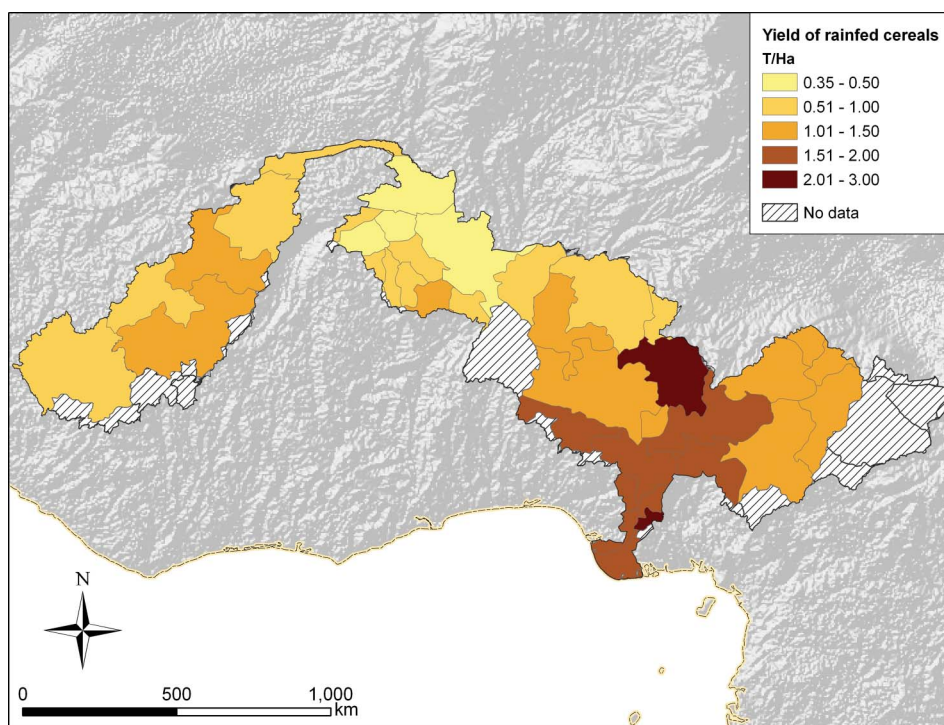 Yield of rainfed cereals
T/Ha
0.35 - 0.50
0.51 - 1.00
1.01 - 1.50
1.51 - 2.00
2.01 - 3.00
No data
N
0 500 1,000
km